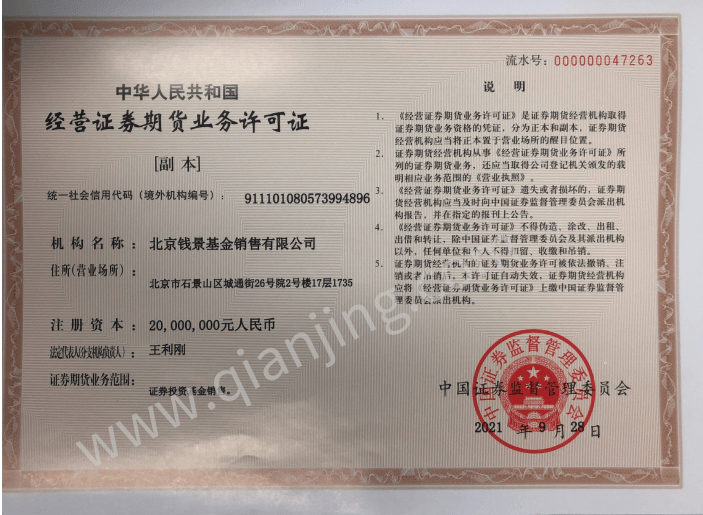 流水号：000000047263
中华人民共和国
经营证券期货业务许可证
[副 本]
统一社会信用代码（境外机构编号）：911101080573994896
机 构 名 称：北京钱景基金销售有限公司
住所(营业场所)：
北京市石景山区城通街26号院2号楼17层1735
注 册 资 本：20,000,000元人民币
法定代表人(分支机构负责人)：王利刚
证券期货业务范围：
证券投资基金销售。
说 明
1. 《经营证券期货业务许可证》是证券期货经营机构取得
证券期货业务资格的凭证，分为正本和副本，证券期货
经营机构应当将正本置于营业场所的醒目位置。
2. 证券期货经营机构从事《经营证券期货业务许可证》所
列的证券期货业务，还应当取得公司登记机关颁发的载
明相应业务范围的《营业执照》。
3. 《经营证券期货业务许可证》遗失或者损坏的，证券期
货经营机构应当及时向中国证券监督管理委员会派出机
构报告，并在指定的报刊上公告。
4. 《经营证券期货业务许可证》不得伪造、涂改、出租、
出借和转让，除中国证券监督管理委员会及其派出机构
以外，任何单位和个人不得扣留、收缴和吊销。
5. 证券期货经营机构的证券期货业务许可被依法撤销、注
销或者吊销，本许可证自动失效，证券期货经营机构
应将《经营证券期货业务许可证》上缴中国证券监督管
理委员会派出机构。
中国证券监督管理委员会
中国证券监督管理委员会
2021 年 9 月 28 日
www.qianjing.